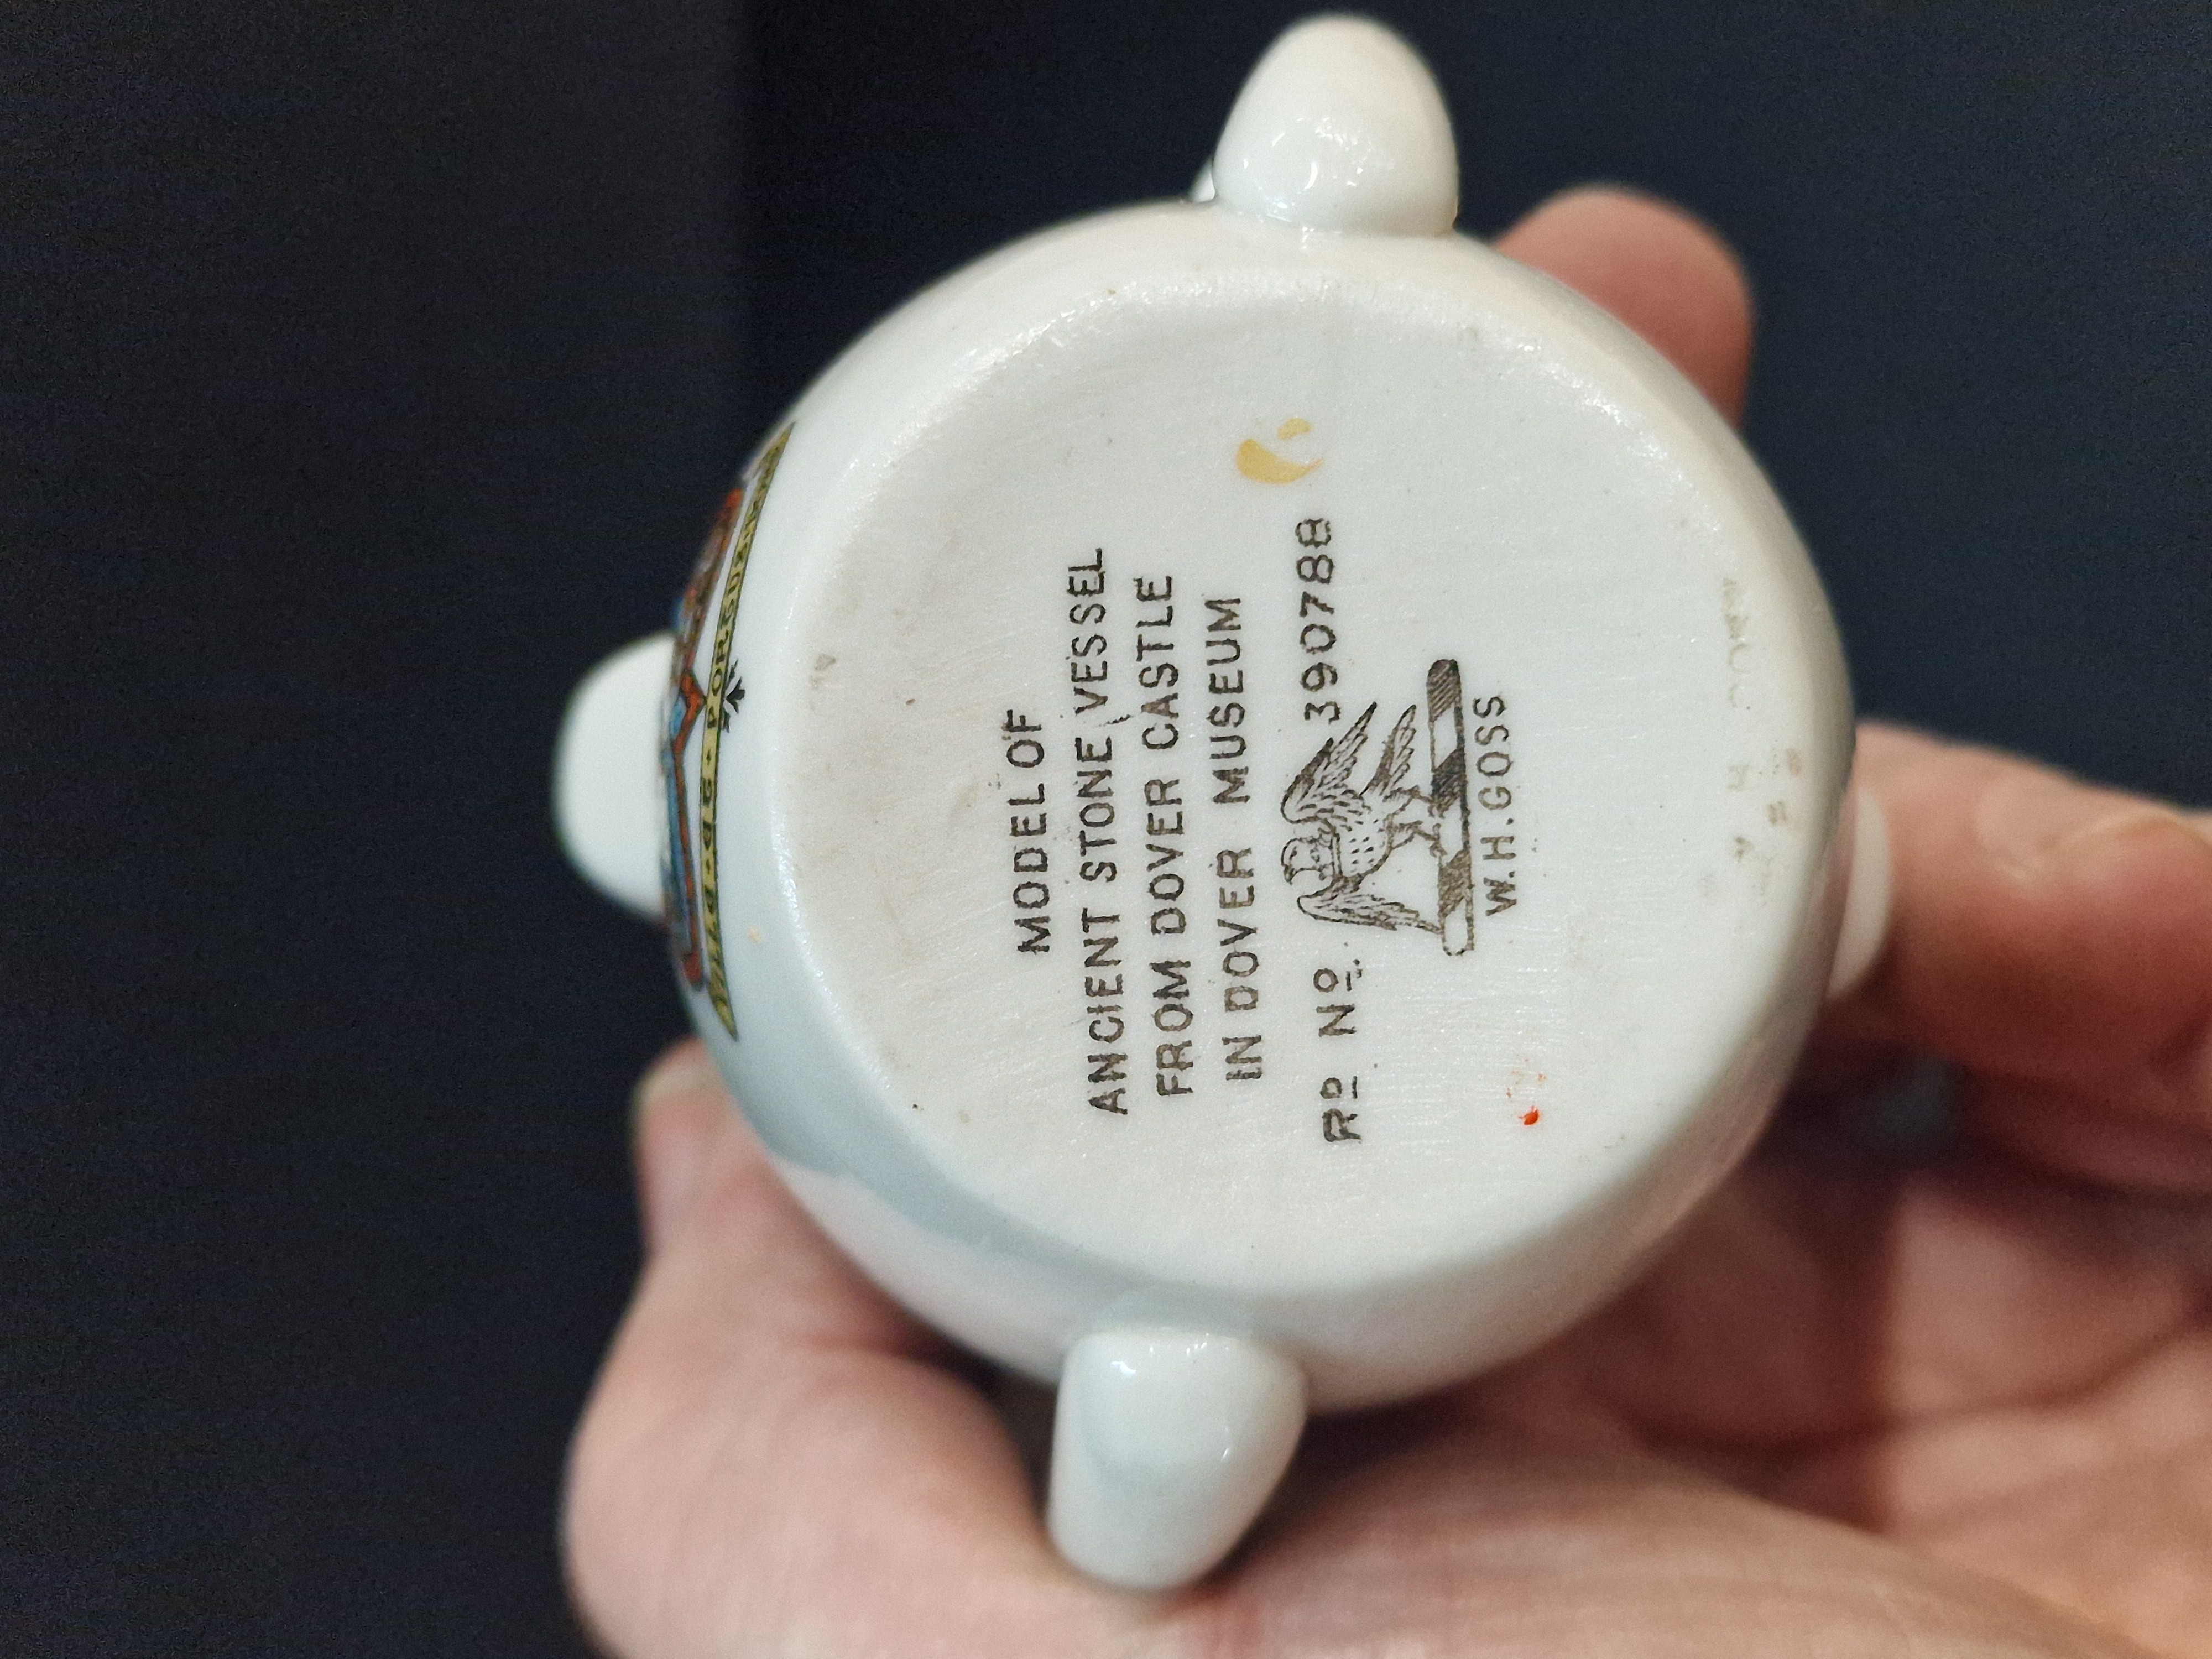 MODEL OF
ANCIENT STONE VESSEL
FROM DOVER CASTLE
IN DOVER MUSEUM
Rᴰ Nº 390788
W.H.GOSS